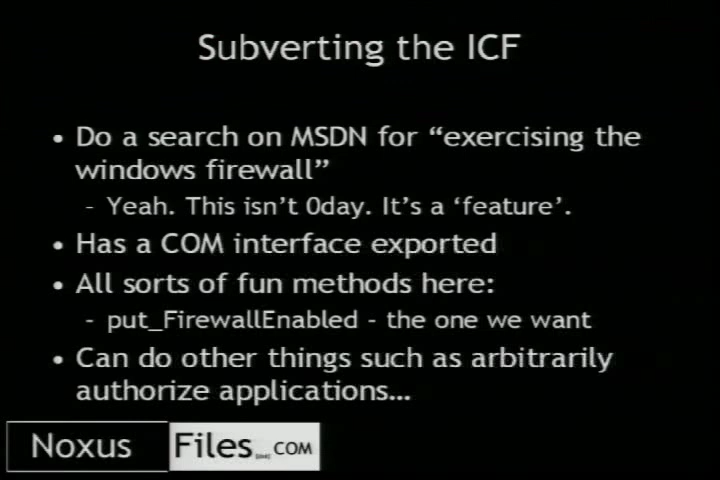 Subverting the ICF
• Do a search on MSDN for “exercising the
windows firewall”
- Yeah. This isn’t 0day. It’s a ‘feature’.
• Has a COM interface exported
• All sorts of fun methods here:
- put_FirewallEnabled - the one we want
• Can do other things such as arbitrarily
authorize applications…
Noxus Files .COM